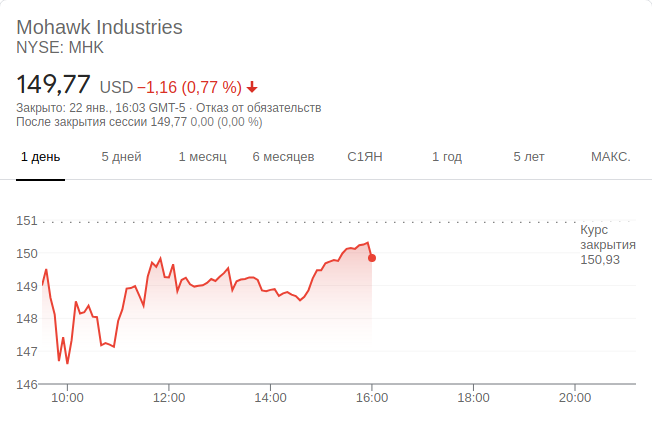 Mohawk Industries
NYSE: MHK
149,77 USD −1,16 (0,77 %)
Закрыто: 22 янв., 16:03 GMT-5 · Отказ от обязательств
После закрытия сессии 149,77 0,00 (0,00 %)
1 день 5 дней 1 месяц 6 месяцев С1ЯН 1 год 5 лет МАКС.
151
Курс
закрытия
150,93
150
149
148
147
146
10:00 12:00 14:00 16:00 18:00 20:00